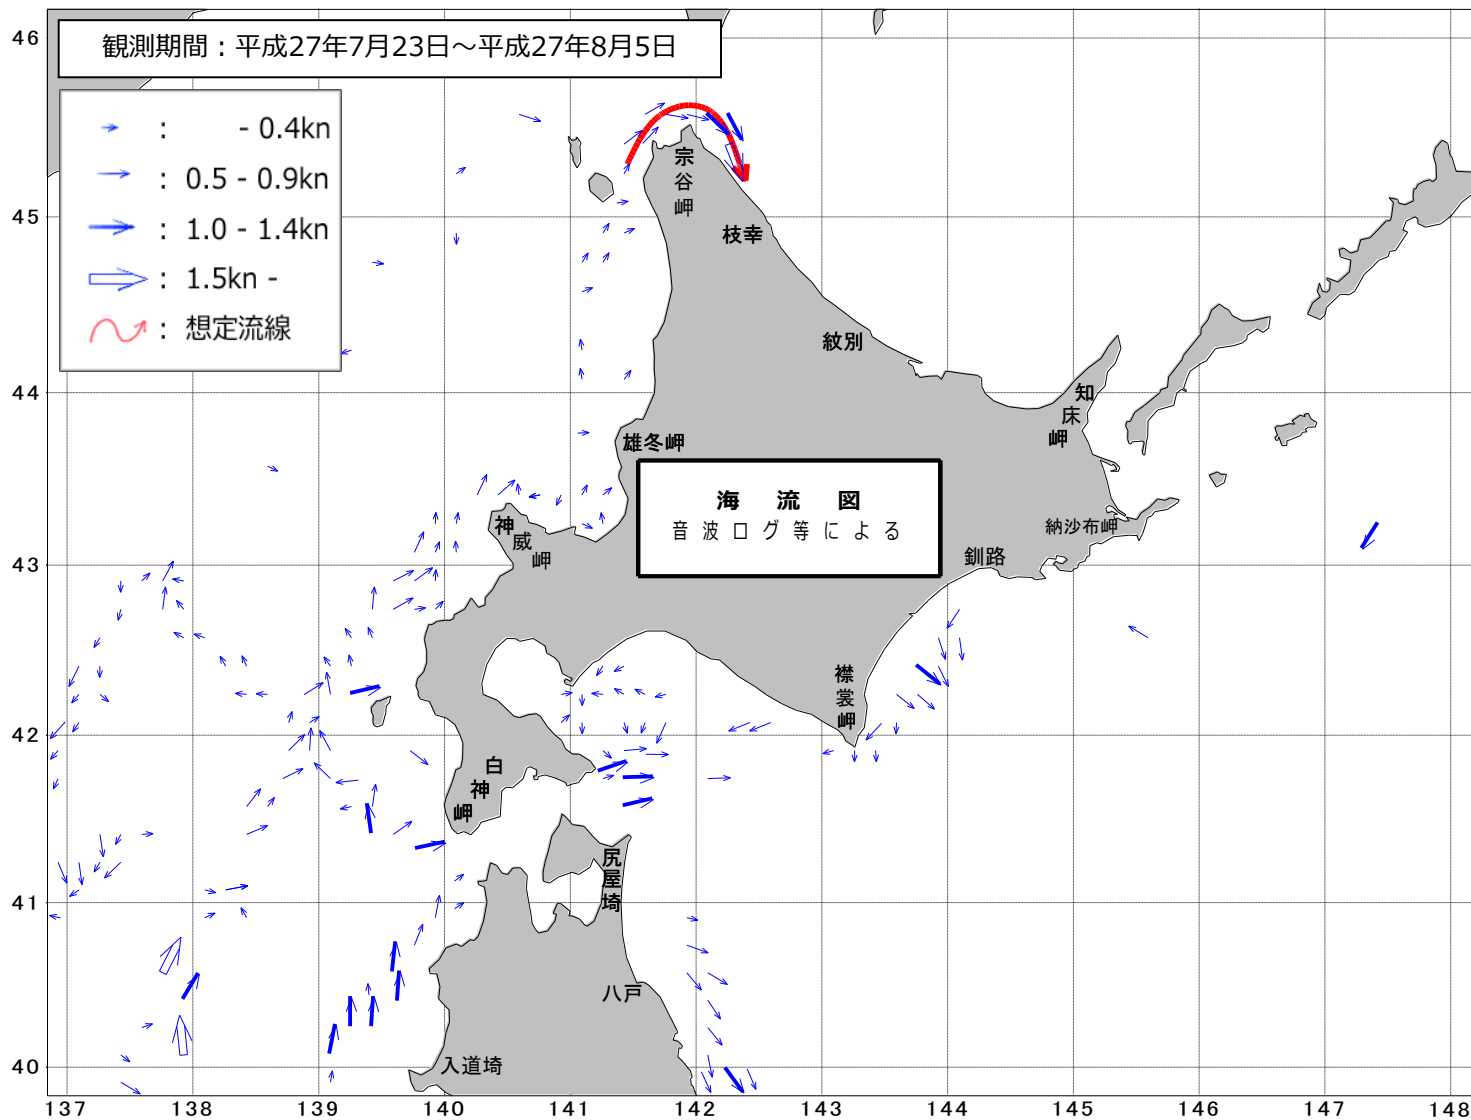 46
観測期間：平成27年7月23日～平成27年8月5日
： - 0.4kn
： 0.5 - 0.9kn
： 1.0 - 1.4kn
： 1.5kn -
： 想定流線
宗谷岬
45
枝幸
紋別
44
知床岬
雄冬岬
海流図
音波ログ等による
神威岬
納沙布岬
釧路
43
襟裳岬
42
白神岬
尻屋埼
41
八戸
入道埼
40
137 138 139 140 141 142 143 144 145 146 147 148